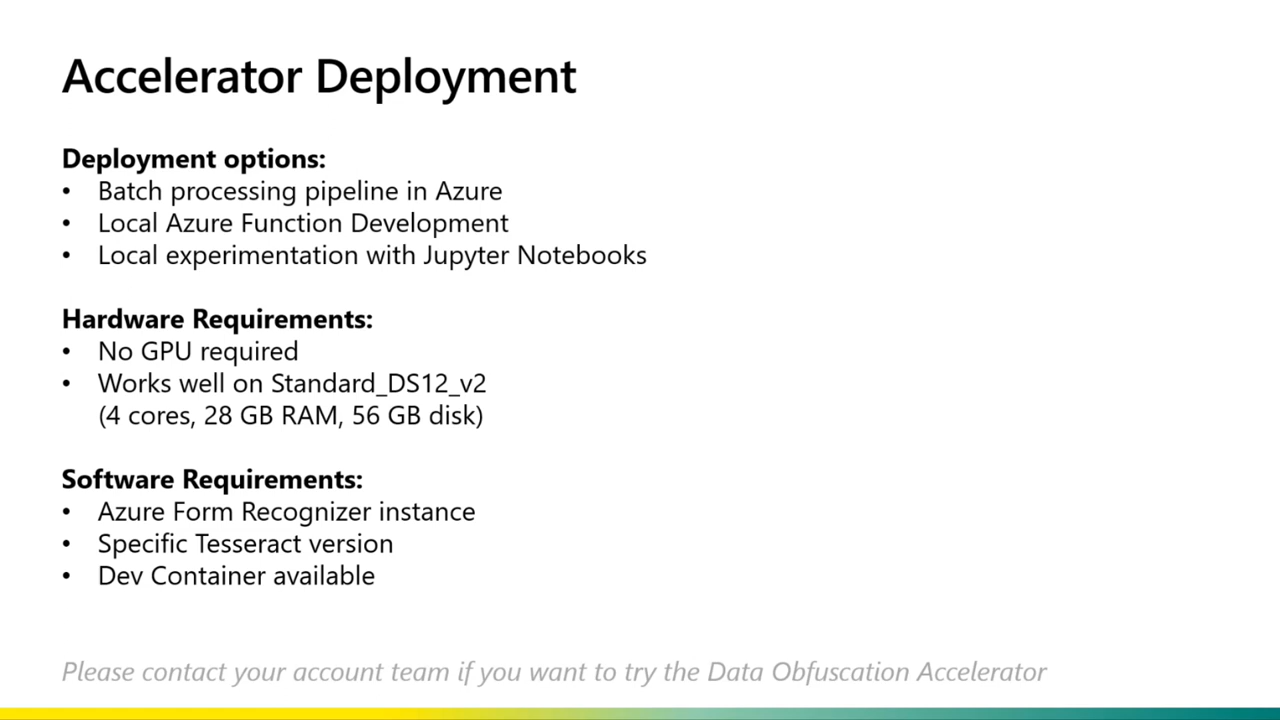 Accelerator Deployment
Deployment options:
• Batch processing pipeline in Azure
• Local Azure Function Development
• Local experimentation with Jupyter Notebooks
Hardware Requirements:
• No GPU required
• Works well on Standard_DS12_v2
(4 cores, 28 GB RAM, 56 GB disk)
Software Requirements:
• Azure Form Recognizer instance
• Specific Tesseract version
• Dev Container available
Please contact your account team if you want to try the Data Obfuscation Accelerator